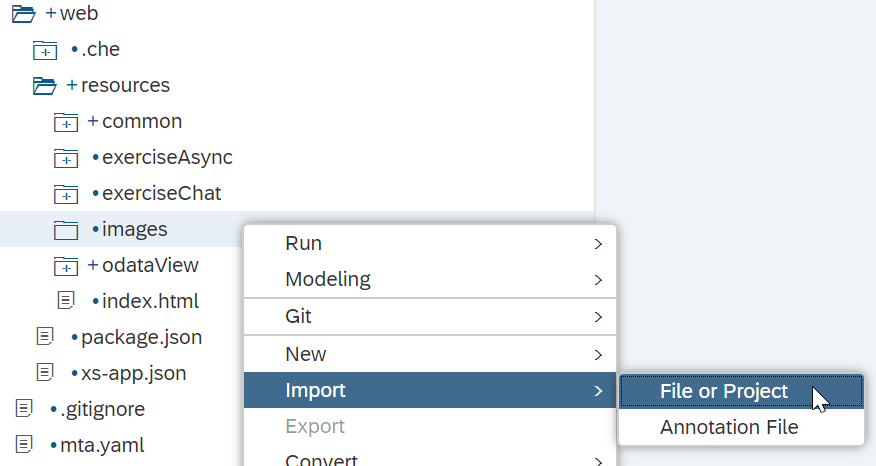 +web
•.che
+resources
+common
•exerciseAsync
•exerciseChat
•images
+odataView
•index.html
•package.json
•xs-app.json
•.gitignore
•mta.yaml
Run
Modeling
Git
New
Import
Export
Convert
File or Project
Annotation File